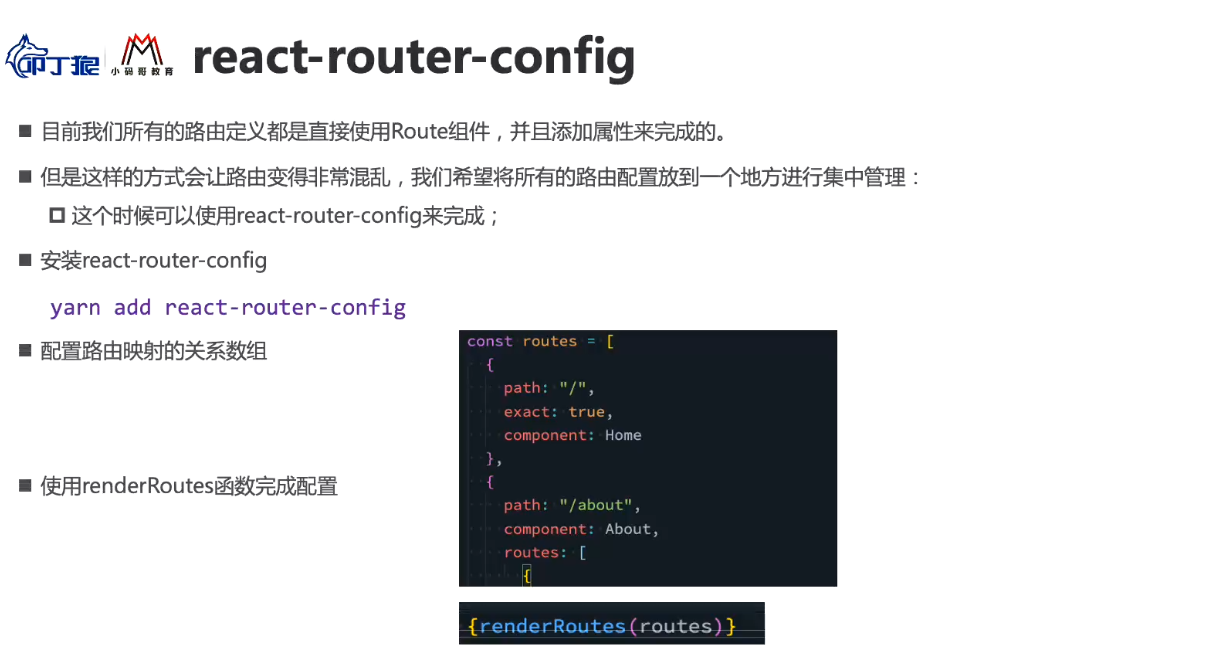 叩丁狼
小码哥教育
react-router-config
目前我们所有的路由定义都是直接使用Route组件，并且添加属性来完成的。
但是这样的方式会让路由变得非常混乱，我们希望将所有的路由配置放到一个地方进行集中管理：
这个时候可以使用react-router-config来完成；
安装react-router-config
yarn add react-router-config
配置路由映射的关系数组
const routes = [
{
path: "/",
exact: true,
component: Home
},
{
path: "/about",
component: About,
routes: [
{
使用renderRoutes函数完成配置
{renderRoutes(routes)}